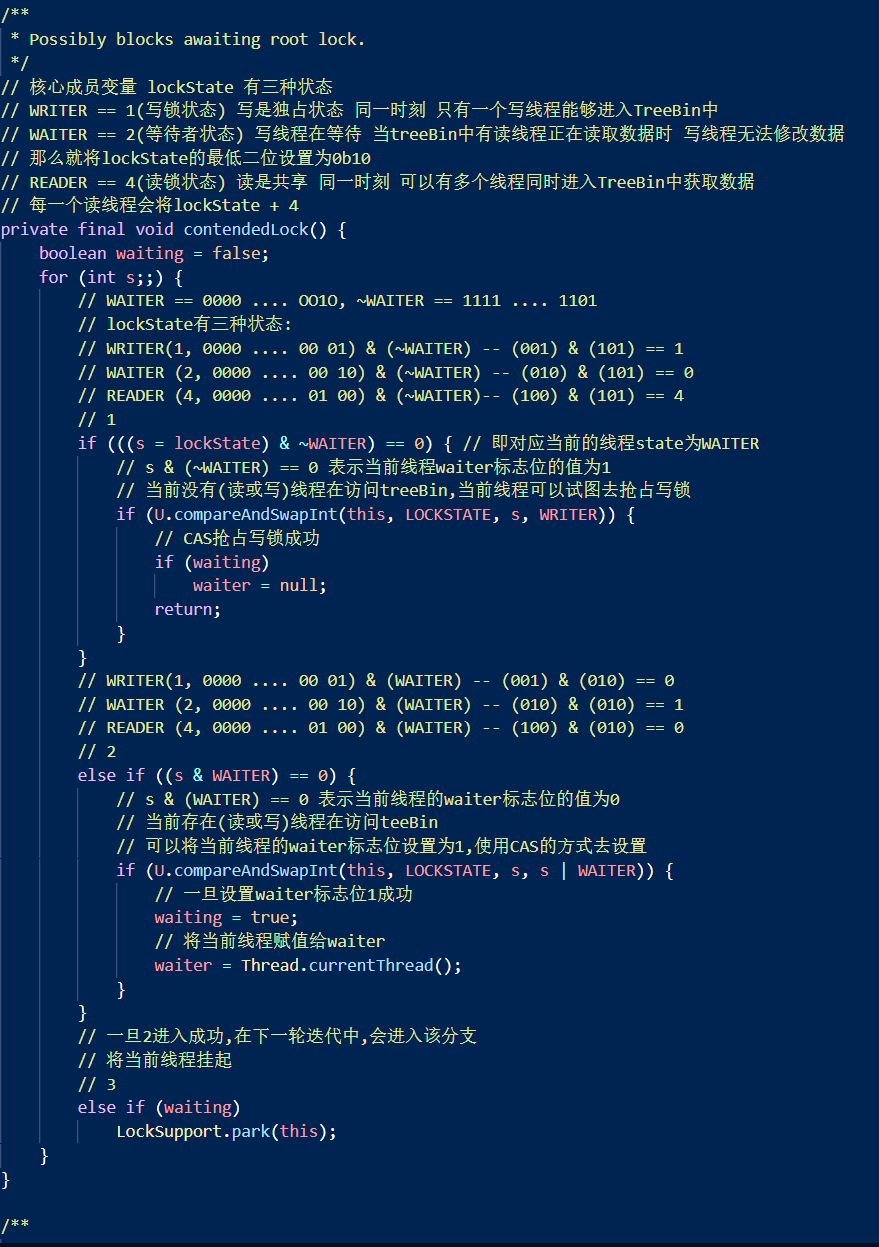 /**
 * Possibly blocks awaiting root lock.
 */
// 核心成员变量 lockState 有三种状态
// WRITER == 1(写锁状态) 写是独占状态 同一时刻 只有一个写线程能够进入TreeBin中
// WAITER == 2(等待者状态) 写线程在等待 当treeBin中有读线程正在读取数据时 写线程无法修改数据
// 那么就将lockState的最低二位设置为0b10
// READER == 4(读锁状态) 读是共享 同一时刻 可以有多个线程同时进入TreeBin中获取数据
// 每一个读线程会将lockState + 4
private final void contendedLock() {
    boolean waiting = false;
    for (int s;;) {
        // WAITER == 0000 .... OO1O, ~WAITER == 1111 .... 1101
        // lockState有三种状态:
        // WRITER(1, 0000 .... 00 01) & (~WAITER) -- (001) & (101) == 1
        // WAITER (2, 0000 .... 00 10) & (~WAITER) -- (010) & (101) == 0
        // READER (4, 0000 .... 01 00) & (~WAITER)-- (100) & (101) == 4
        // 1
        if (((s = lockState) & ~WAITER) == 0) { // 即对应当前的线程state为WAITER
            // s & (~WAITER) == 0 表示当前线程waiter标志位的值为1
            // 当前没有(读或写)线程在访问treeBin,当前线程可以试图去抢占写锁
            if (U.compareAndSwapInt(this, LOCKSTATE, s, WRITER)) {
                // CAS抢占写锁成功
                if (waiting)
                    waiter = null;
                return;
            }
        }
        // WRITER(1, 0000 .... 00 01) & (WAITER) -- (001) & (010) == 0
        // WAITER (2, 0000 .... 00 10) & (WAITER) -- (010) & (010) == 1
        // READER (4, 0000 .... 01 00) & (WAITER) -- (100) & (010) == 0
        // 2
        else if ((s & WAITER) == 0) {
            // s & (WAITER) == 0 表示当前线程的waiter标志位的值为0
            // 当前存在(读或写)线程在访问teeBin
            // 可以将当前线程的waiter标志位设置为1,使用CAS的方式去设置
            if (U.compareAndSwapInt(this, LOCKSTATE, s, s | WAITER)) {
                // 一旦设置waiter标志位1成功
                waiting = true;
                // 将当前线程赋值给waiter
                waiter = Thread.currentThread();
            }
        }
        // 一旦2进入成功,在下一轮迭代中,会进入该分支
        // 将当前线程挂起
        // 3
        else if (waiting)
            LockSupport.park(this);
    }
}
/**